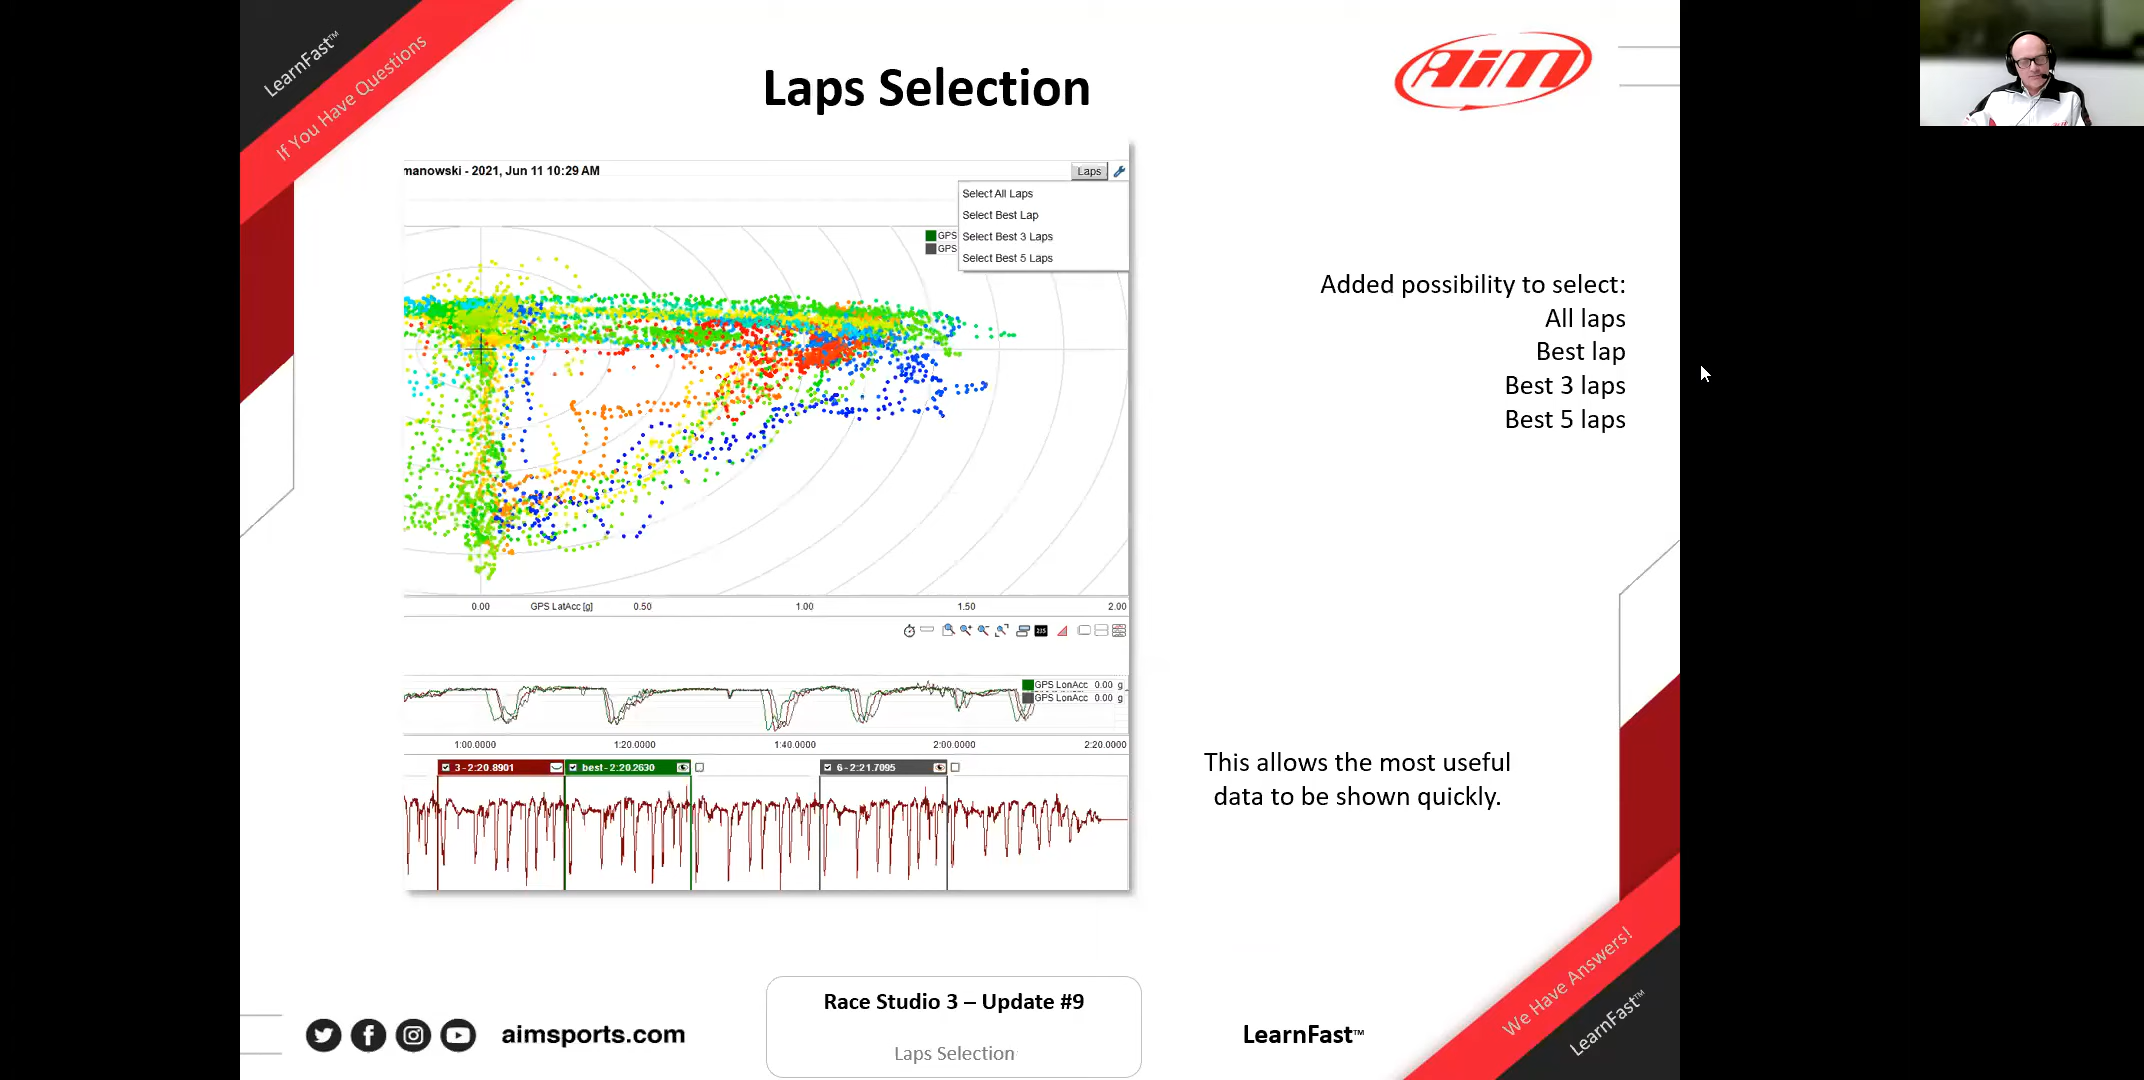 LearnFast™
If You Have Questions
Laps Selection
AiM
manowski - 2021, Jun 11 10:29 AM
Laps
Select All Laps
Select Best Lap
Select Best 3 Laps
Select Best 5 Laps
GPS
GPS
0.00 GPS LatAcc [g] 0.50 1.00 1.50 2.00
GPS LonAcc 0.00 g
GPS LonAcc 0.00 g
1:00.0000 1:20.0000 1:40.0000 2:00.0000 2:20.0000
3-2:20.8901 best-2:20.2630 6-2:21.7095
Added possibility to select:
All laps
Best lap
Best 3 laps
Best 5 laps
This allows the most useful
data to be shown quickly.
aimsports.com
Race Studio 3 – Update #9
Laps Selection
LearnFast™
We Have Answers!
LearnFast™